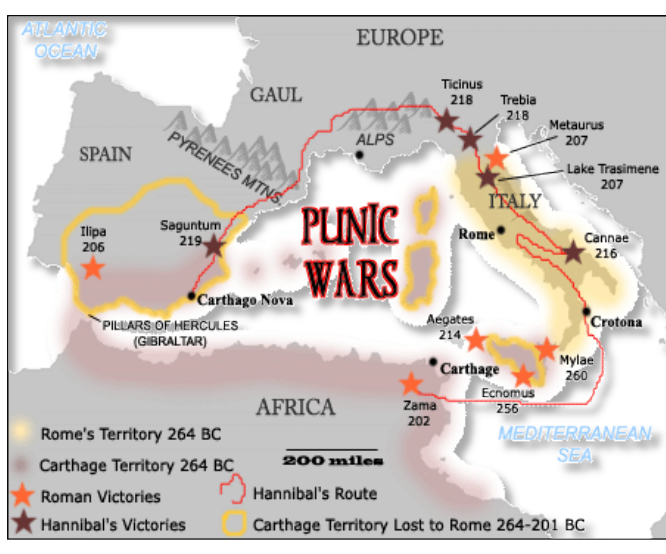 ATLANTIC
OCEAN
EUROPE
GAUL
Ticinus
218
Trebia
218
Metaurus
207
ALPS
PYRENEES MTNS
SPAIN
Lake Trasimene
207
ITALY
Ilipa
206
Saguntum
219
PUNIC
WARS
Rome
Cannae
216
Carthago Nova
PILLARS OF HERCULES
(GIBRALTAR)
Aegates
214
Crotona
Carthage
Mylae
260
Ecnomus
256
Zama
202
AFRICA
MEDITERRANEAN
SEA
Rome's Territory 264 BC
Carthage Territory 264 BC
200 miles
Roman Victories
Hannibal's Route
Hannibal's Victories
Carthage Territory Lost to Rome 264-201 BC